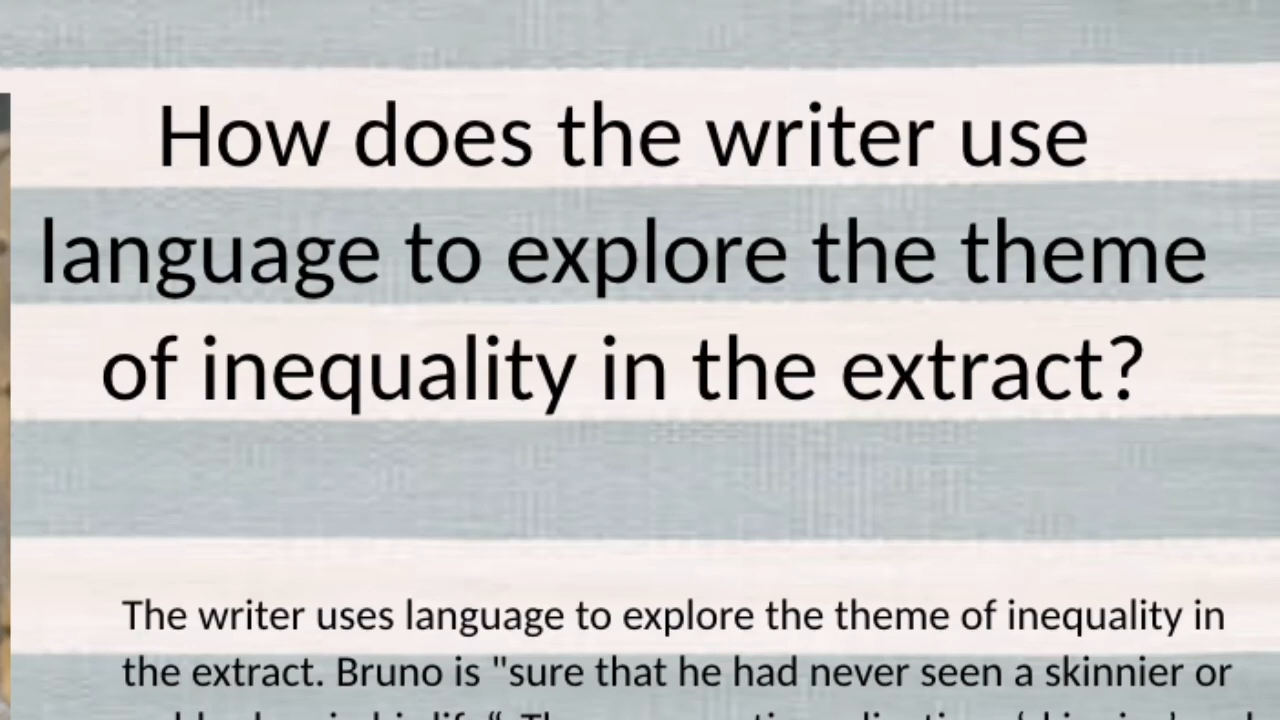 How does the writer use
language to explore the theme
of inequality in the extract?
The writer uses language to explore the theme of inequality in
the extract. Bruno is "sure that he had never seen a skinnier or